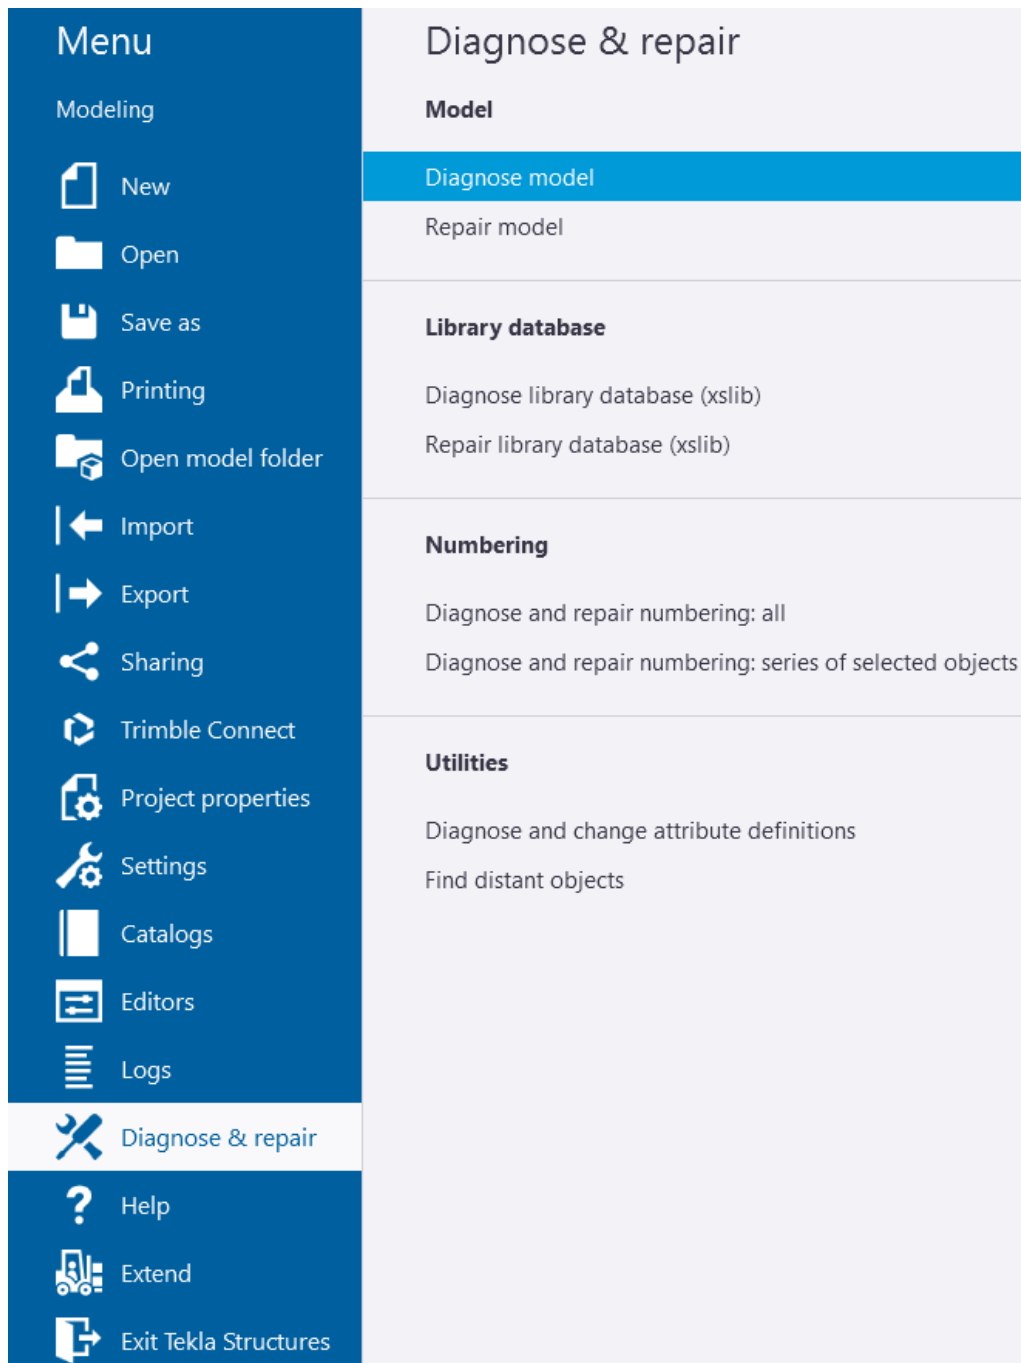 Menu
Modeling
New
Open
Save as
Printing
Open model folder
Import
Export
Sharing
Trimble Connect
Project properties
Settings
Catalogs
Editors
Logs
Diagnose & repair
Help
Extend
Exit Tekla Structures
Diagnose & repair
Model
Diagnose model
Repair model
Library database
Diagnose library database (xslib)
Repair library database (xslib)
Numbering
Diagnose and repair numbering: all
Diagnose and repair numbering: series of selected objects
Utilities
Diagnose and change attribute definitions
Find distant objects